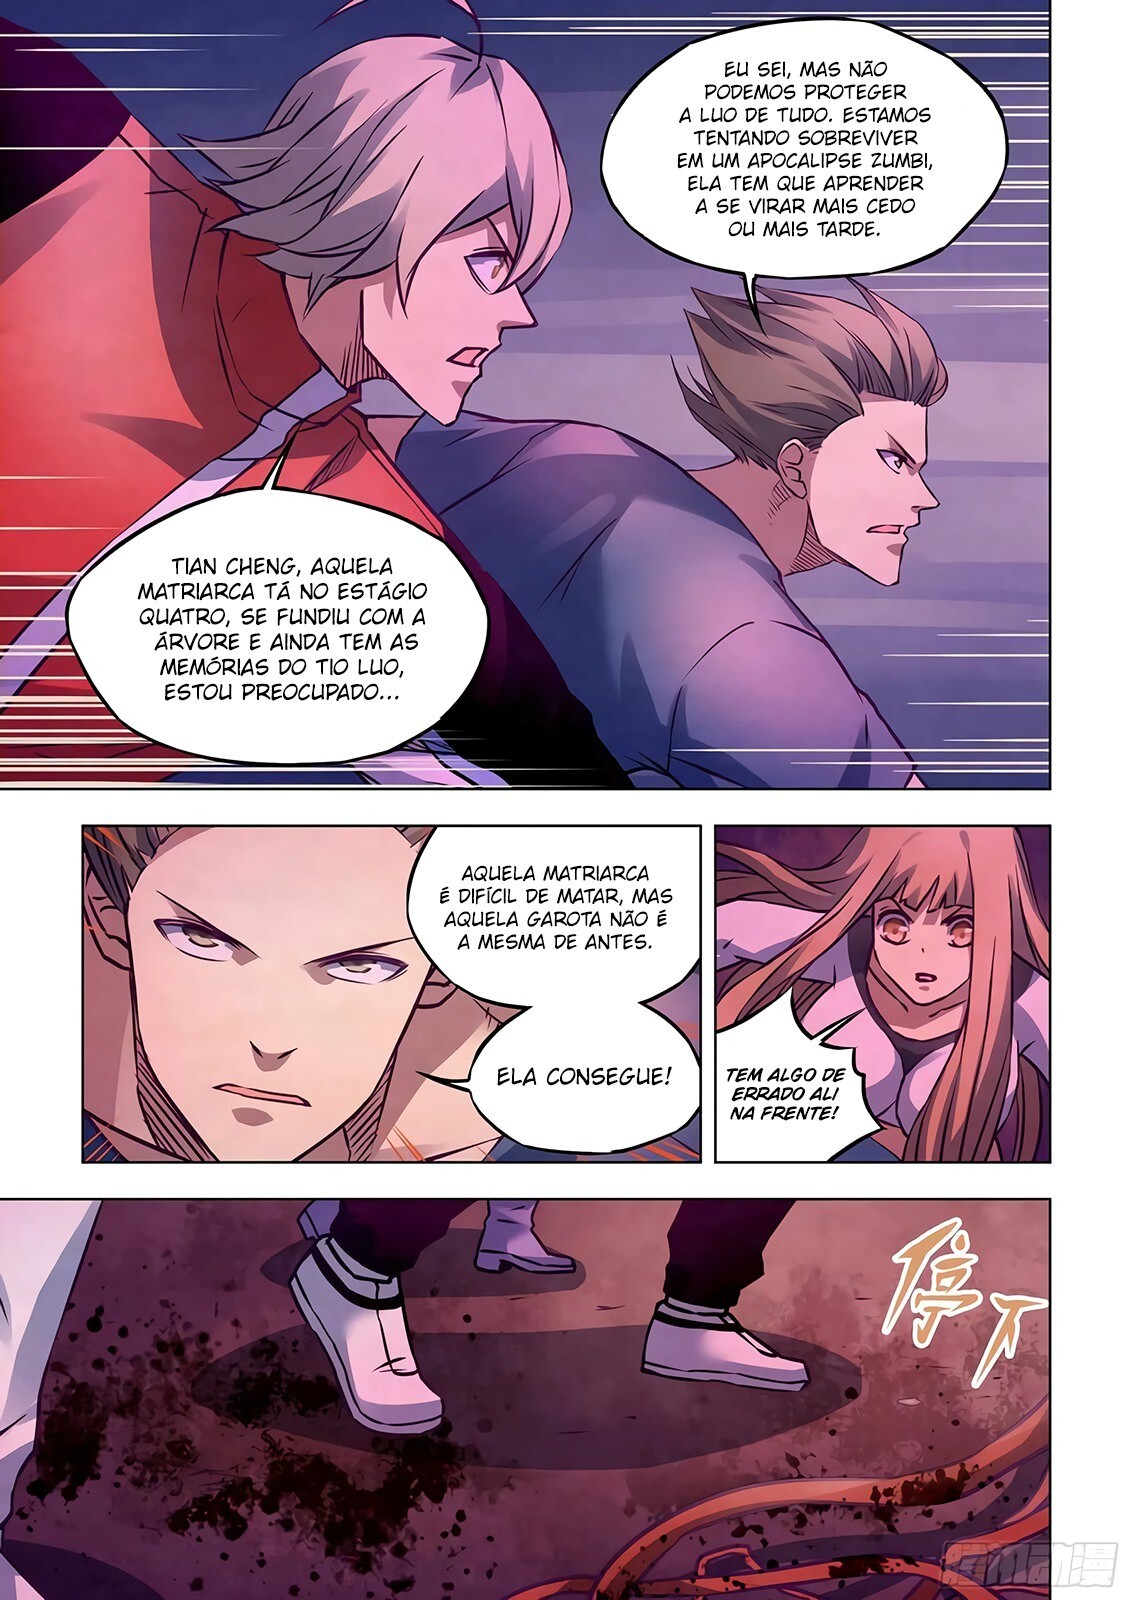 EU SEI, MAS NÃO
PODEMOS PROTEGER
A LUO DE TUDO. ESTAMOS
TENTANDO SOBREVIVER
EM UM APOCALIPSE ZUMBI,
ELA TEM QUE APRENDER
A SE VIRAR MAIS CEDO
OU MAIS TARDE.
TIAN CHENG, AQUELA
MATRIARCA TÁ NO ESTÁGIO
QUATRO, SE FUNDIU COM A
ÁRVORE E AINDA TEM AS
MEMÓRIAS DO TIO LUO,
ESTOU PREOCUPADO...
AQUELA MATRIARCA
É DIFÍCIL DE MATAR, MAS
AQUELA GAROTA NÃO É
A MESMA DE ANTES.
ELA CONSEGUE!
TEM ALGO DE
ERRADO ALI
NA FRENTE!
停下